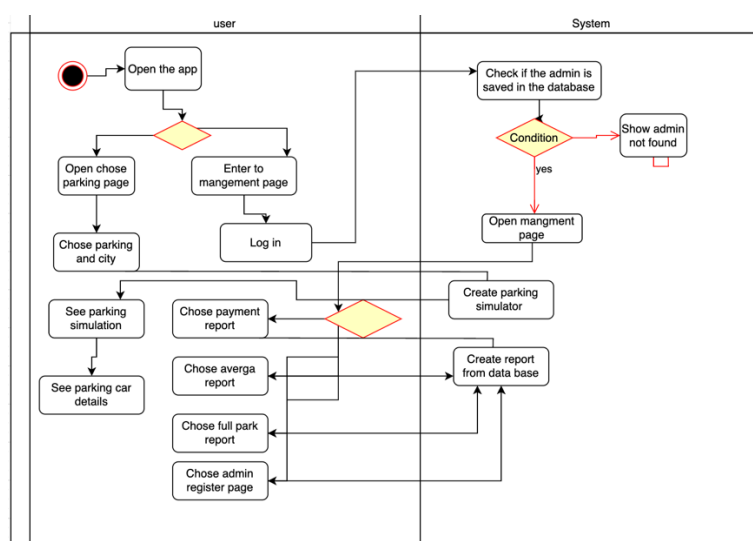 user
System
Open the app
Check if the admin is
saved in the database
Condition
Show admin
not found
yes
Open chose
parking page
Enter to
mangement page
Log in
Open mangment
page
Chose parking
and city
Create parking
simulator
See parking
simulation
Chose payment
report
See parking car
details
Chose averga
report
Create report
from data base
Chose full park
report
Chose admin
register page